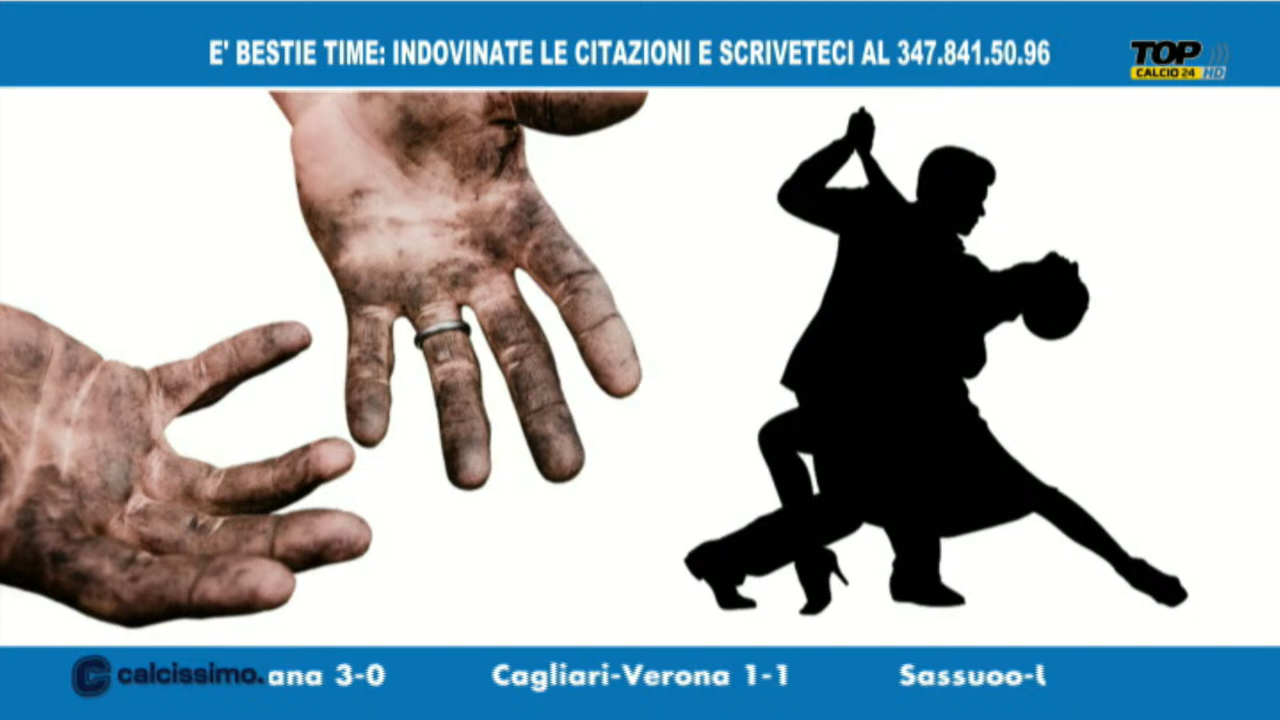 E' BESTIE TIME: INDOVINATE LE CITAZIONI E SCRIVETECI AL 347.841.50.96
TOP
CALCIO 24 HD
calcissimo. ana 3-0 Cagliari-Verona 1-1 Sassuoo-l